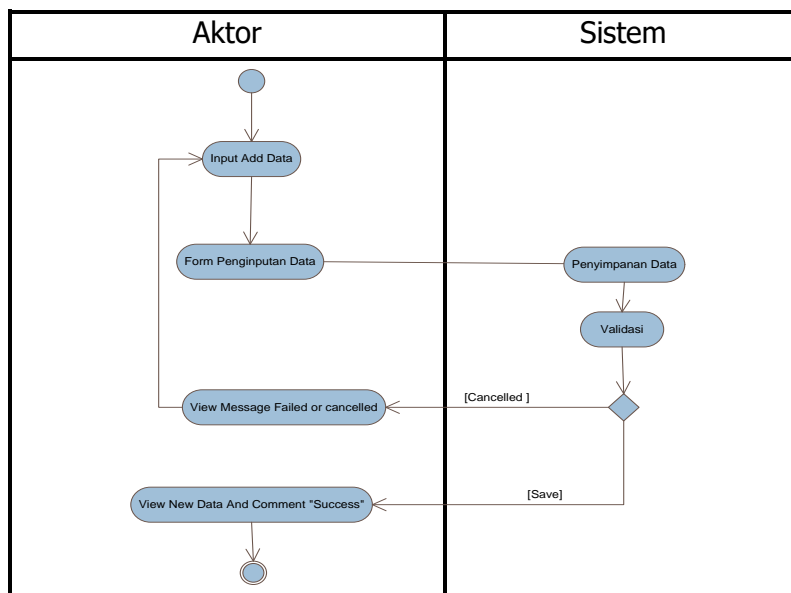 Aktor
Sistem
Input Add Data
Form Penginputan Data
Penyimpanan Data
Validasi
[Cancelled ]
View Message Failed or cancelled
[Save]
View New Data And Comment "Success"